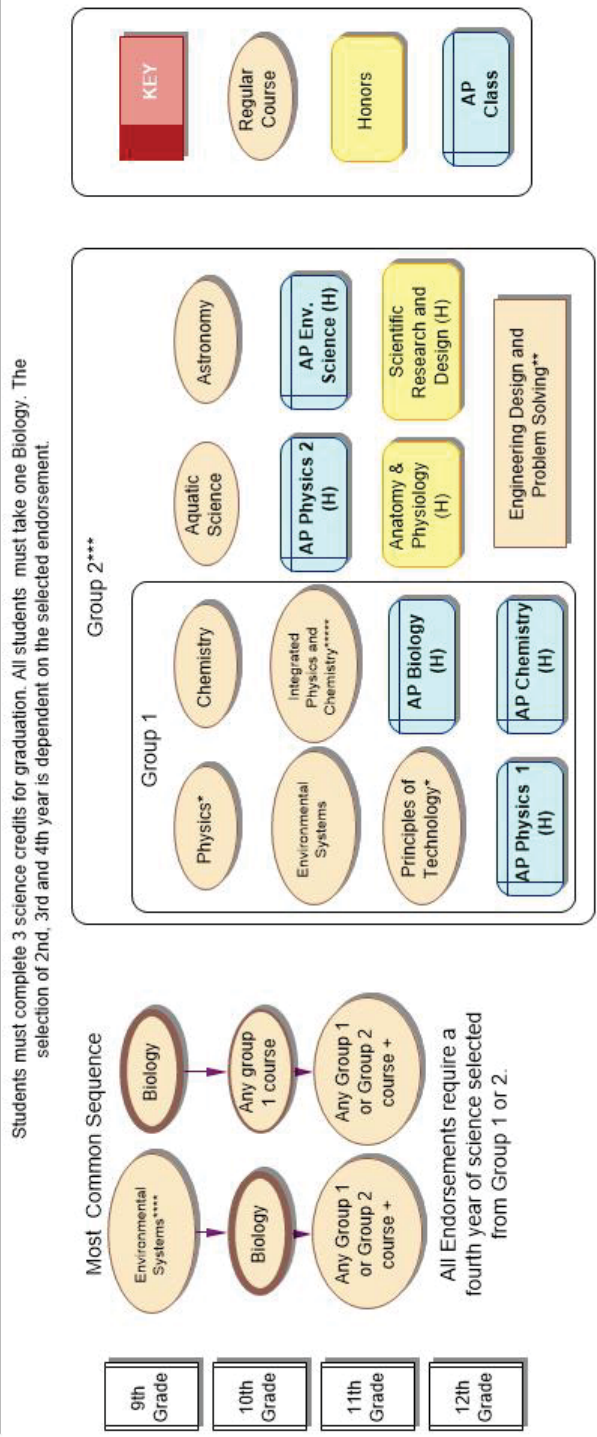 Students must complete 3 science credits for graduation. All students must take one Biology. The
selection of 2nd, 3rd and 4th year is dependent on the selected endorsement.
9th
Grade
10th
Grade
11th
Grade
12th
Grade
Most Common Sequence
Environmental
Systems****
Biology
Any Group 1
or Group 2
course +
Biology
Any group
1 course
Any Group 1
or Group 2
course +
All Endorsements require a
fourth year of science selected
from Group 1 or 2.
Group 2***
Group 1
Physics*
Chemistry
Environmental
Systems
Integrated
Physics and
Chemistry*****
Principles of
Technology*
AP Biology
(H)
AP Physics 1
(H)
AP Chemistry
(H)
Aquatic
Science
Astronomy
AP Physics 2
(H)
AP Env.
Science (H)
Anatomy &
Physiology
(H)
Scientific
Research and
Design (H)
Engineering Design and
Problem Solving**
KEY
Regular
Course
Honors
AP
Class